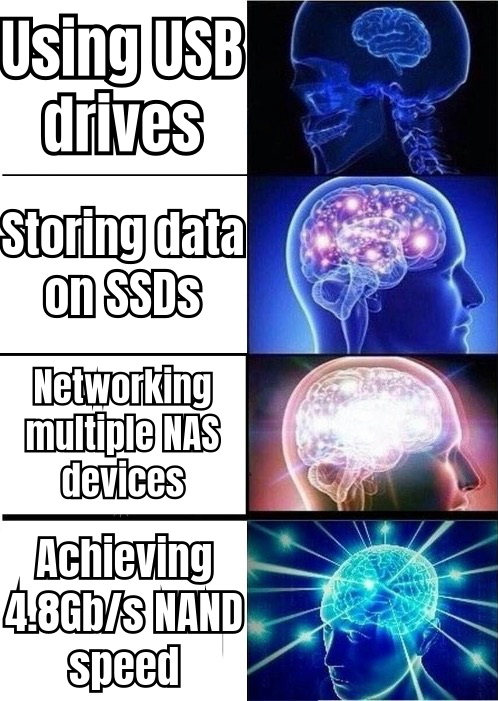 Using USB
drives
Storing data
on SSDs
Networking
multiple NAS
devices
Achieving
4.8Gb/s NAND
speed